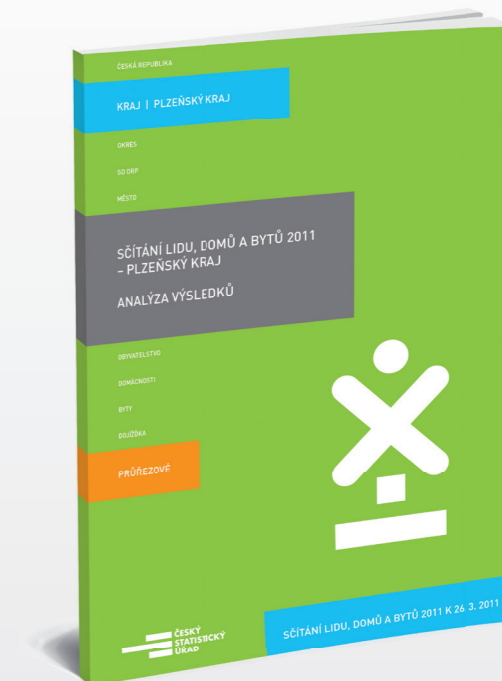 ČESKÁ REPUBLIKA
KRAJ | PLZEŇSKÝ KRAJ
OKRES
SO ORP
MĚSTO
SČÍTÁNÍ LIDU, DOMŮ A BYTŮ 2011
– PLZEŇSKÝ KRAJ
ANALÝZA VÝSLEDKŮ
OBYVATELSTVO
DOMÁCNOSTI
BYTY
DOJÍŽĎKA
PRŮŘEZOVÉ
ČESKÝ
STATISTICKÝ
ÚŘAD
SČÍTÁNÍ LIDU, DOMŮ A BYTŮ 2011 K 26. 3. 2011